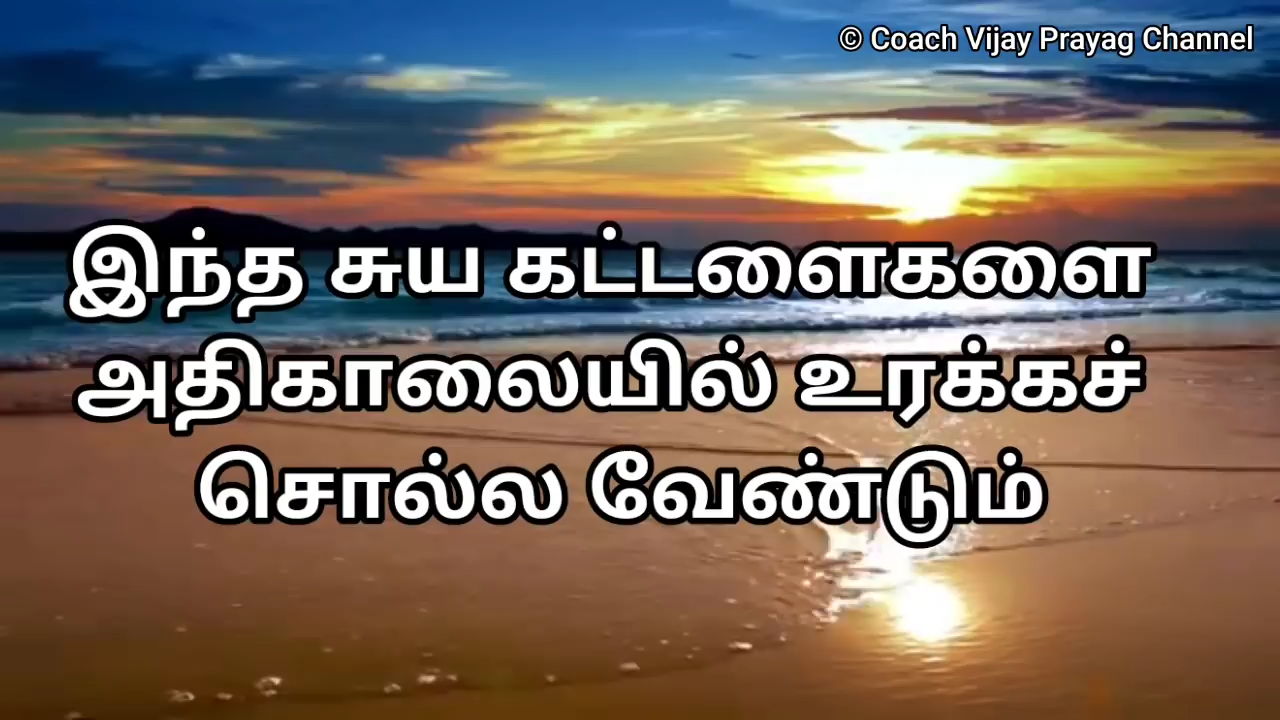 © Coach Vijay Prayag Channel
இந்த சுய கட்டளைகளை
அதிகாலையில் உரக்கச்
சொல்ல வேண்டும்